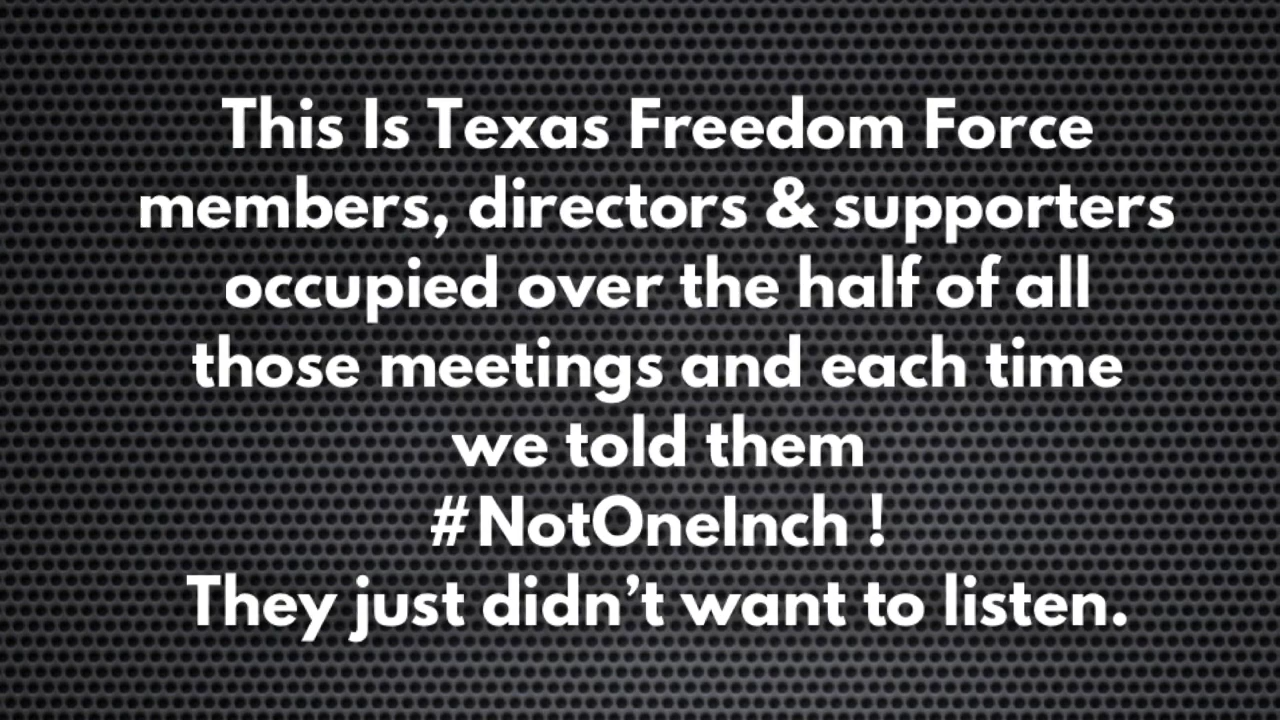 This Is Texas Freedom Force
members, directors & supporters
occupied over the half of all
those meetings and each time
we told them
#NotOneInch !
They just didn’t want to listen.